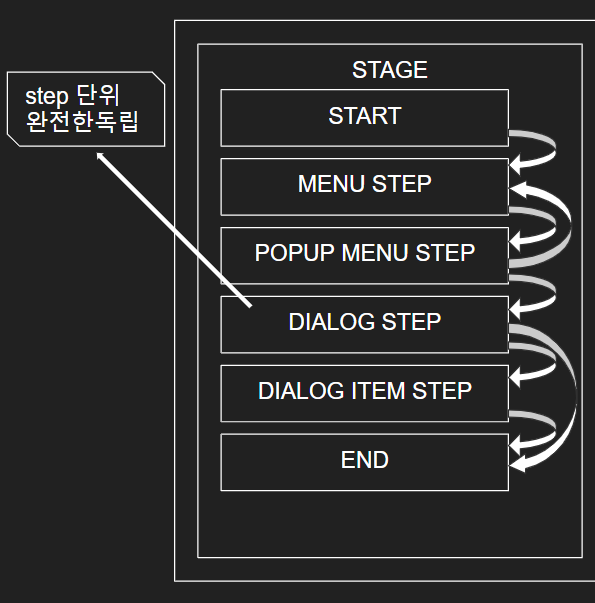 step 단위
완전한독립
STAGE
START
MENU STEP
POPUP MENU STEP
DIALOG STEP
DIALOG ITEM STEP
END